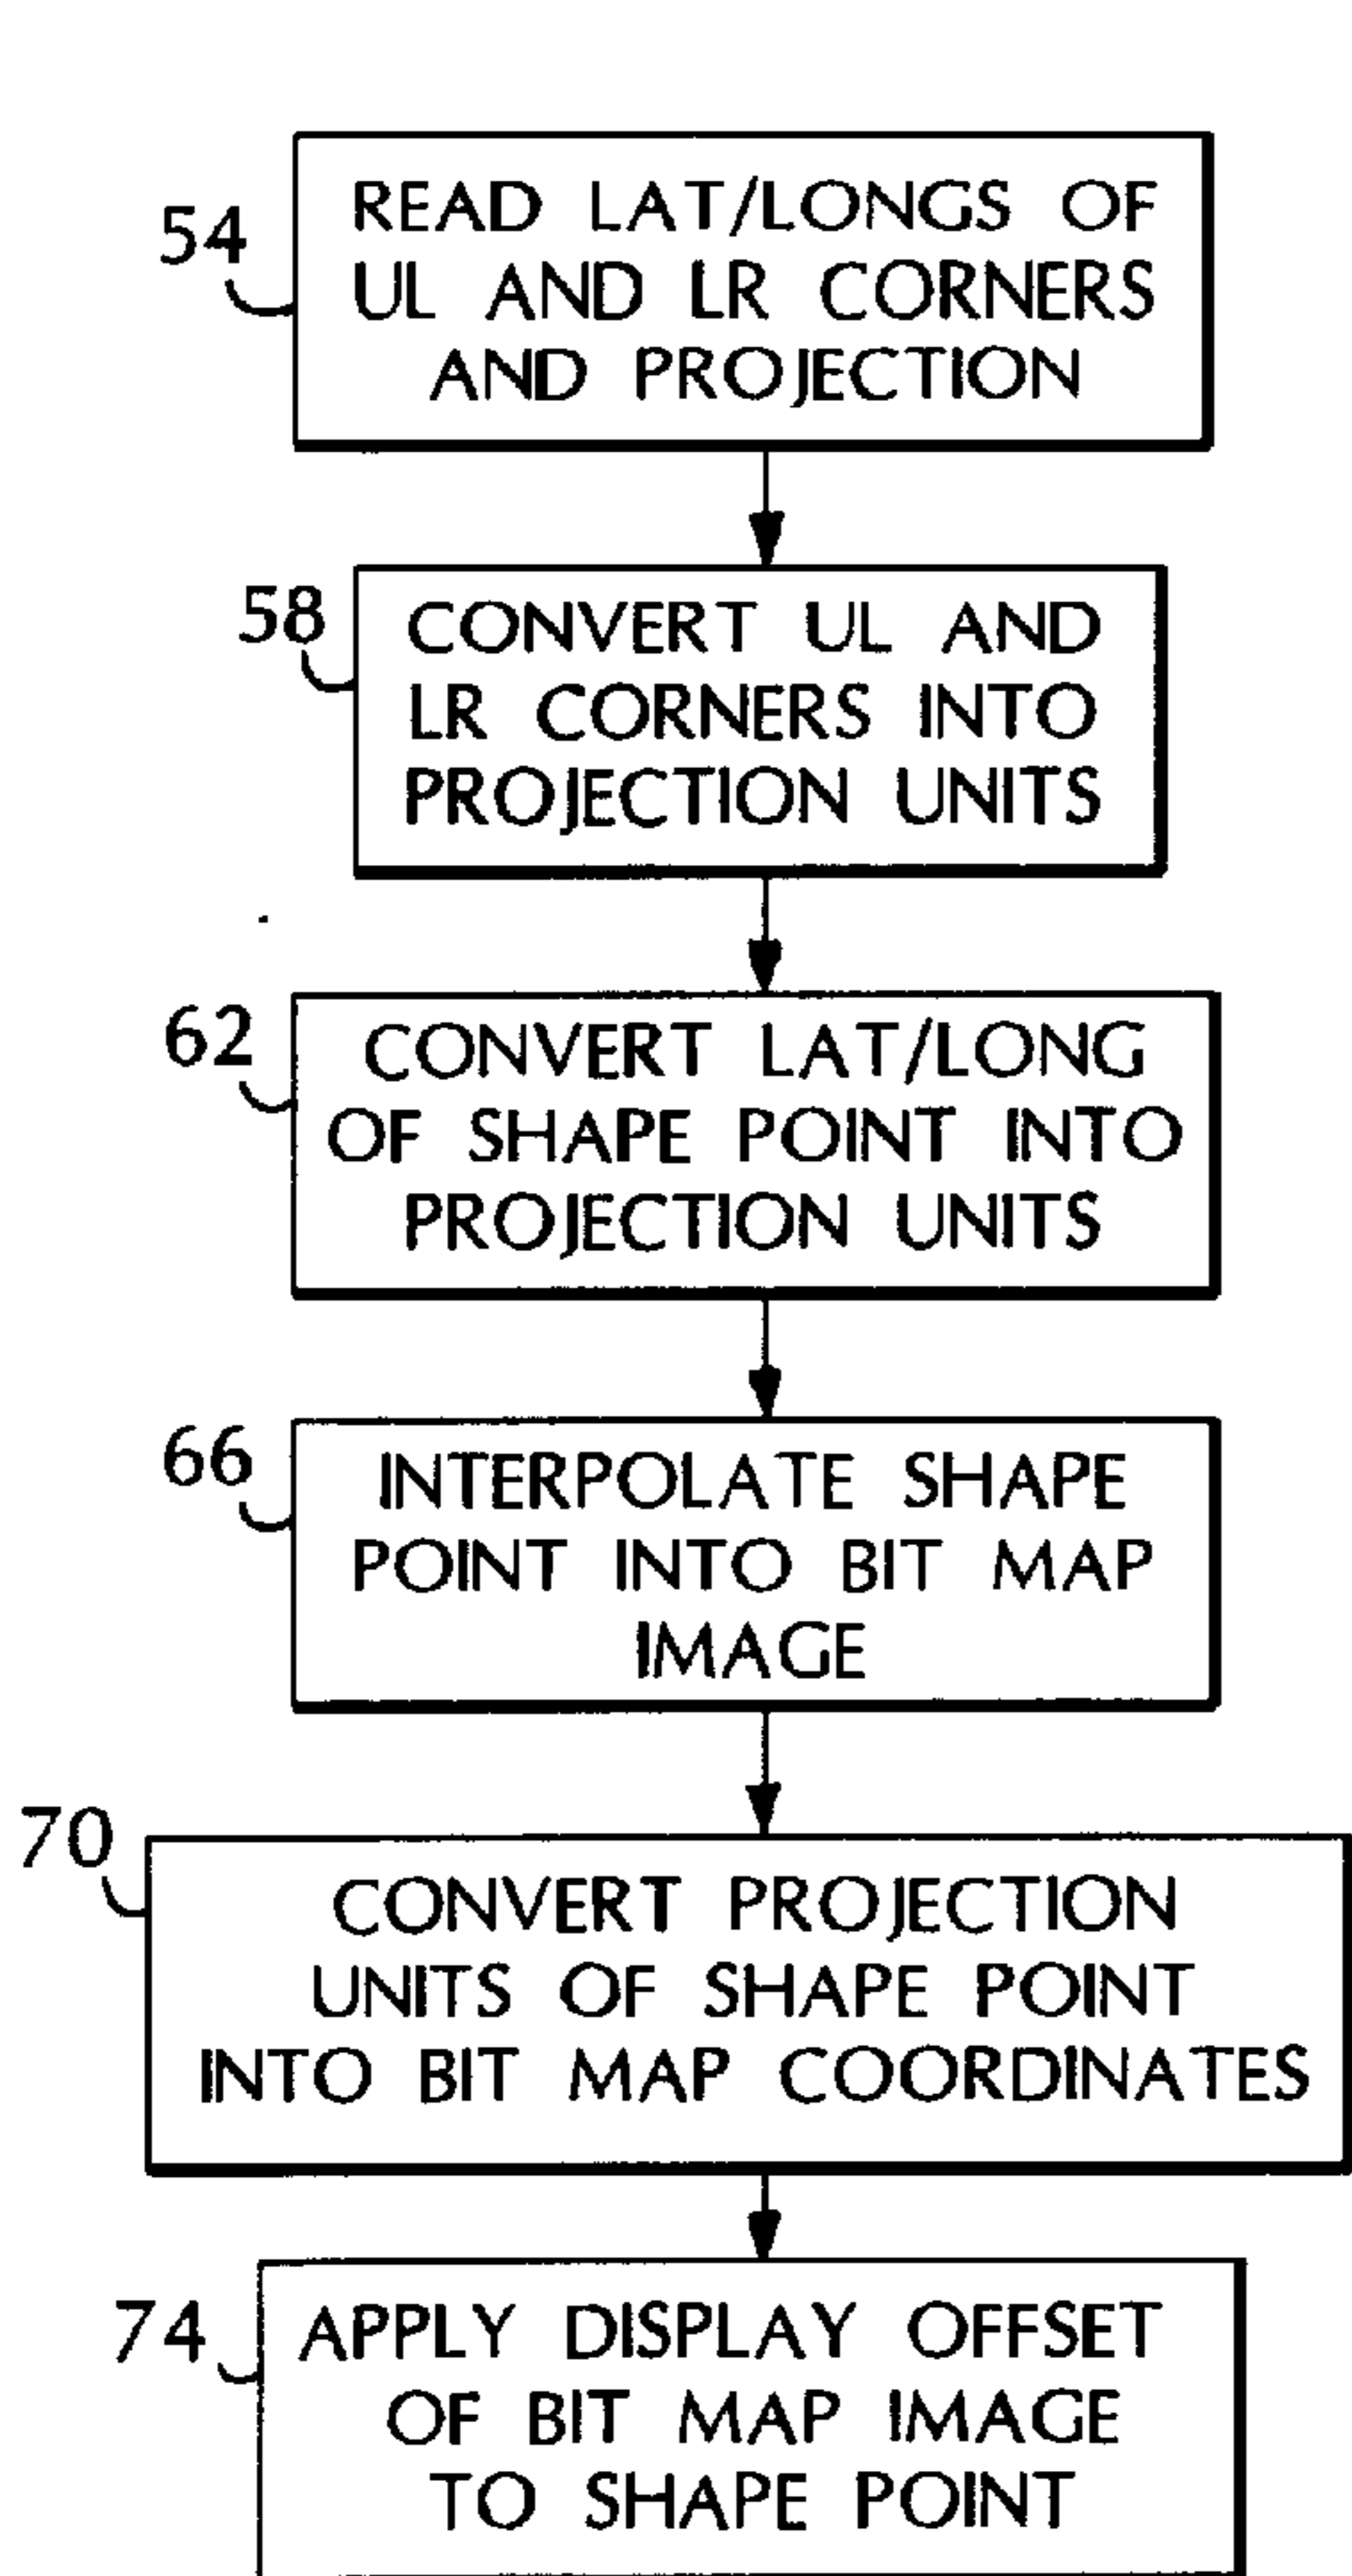 54
READ LAT/LONGS OF
UL AND LR CORNERS
AND PROJECTION
58
CONVERT UL AND
LR CORNERS INTO
PROJECTION UNITS
62
CONVERT LAT/LONG
OF SHAPE POINT INTO
PROJECTION UNITS
66
INTERPOLATE SHAPE
POINT INTO BIT MAP
IMAGE
70
CONVERT PROJECTION
UNITS OF SHAPE POINT
INTO BIT MAP COORDINATES
74
APPLY DISPLAY OFFSET
OF BIT MAP IMAGE
TO SHAPE POINT